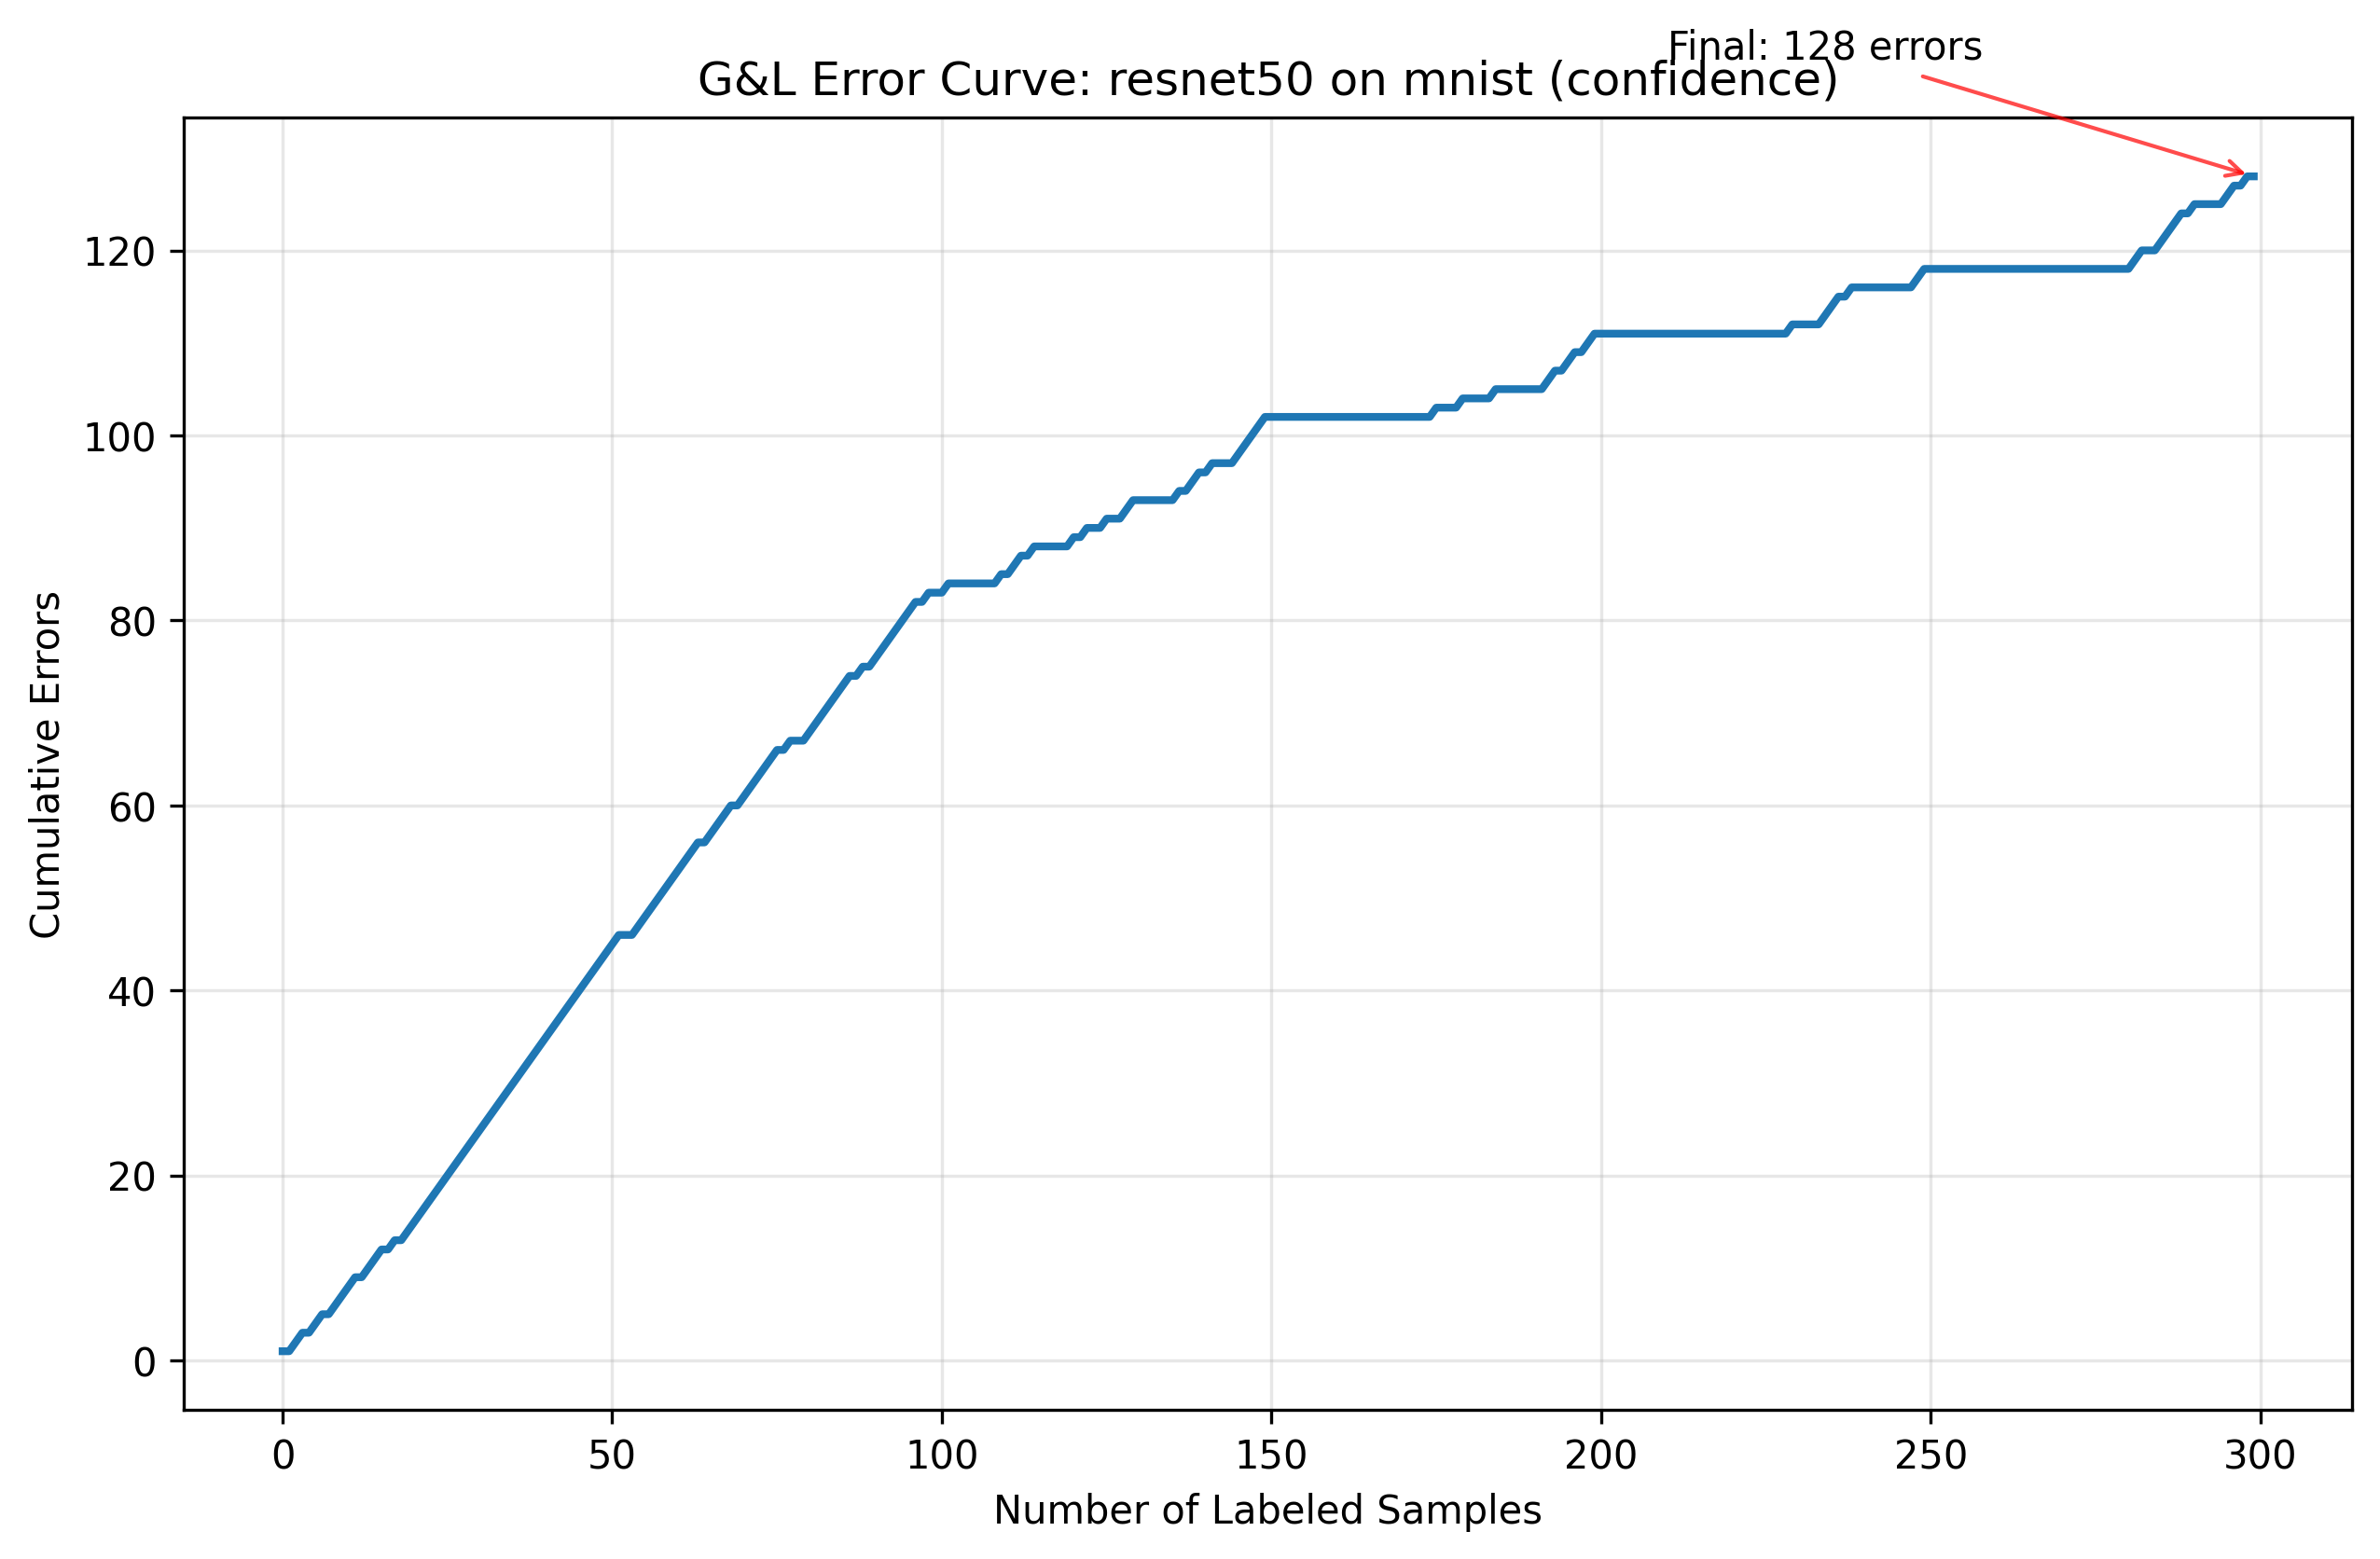 Final: 128 errors
G&L Error Curve: resnet50 on mnist (confidence)
Cumulative Errors
120
100
80
60
40
20
0
0 50 100 150 200 250 300
Number of Labeled Samples